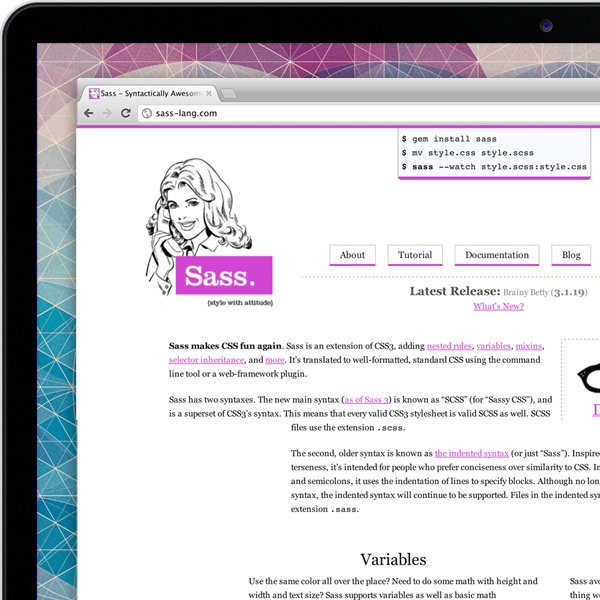 Sass - Syntactically Awesome
sass-lang.com
$ gem install sass
$ mv style.css style.scss
$ sass --watch style.scss:style.css
Sass.
{style with attitude}
About
Tutorial
Documentation
Blog
Latest Release: Brainy Betty (3.1.19)
What's New?
Sass makes CSS fun again. Sass is an extension of CSS3, adding nested rules, variables, mixins,
selector inheritance, and more. It's translated to well-formatted, standard CSS using the command
line tool or a web-framework plugin.
Sass has two syntaxes. The new main syntax (as of Sass 3) is known as “SCSS” (for “Sassy CSS”), and
is a superset of CSS3's syntax. This means that every valid CSS3 stylesheet is valid SCSS as well. SCSS
files use the extension .scss.
The second, older syntax is known as the indented syntax (or just “Sass”). Inspired
terseness, it's intended for people who prefer conciseness over similarity to CSS. In
and semicolons, it uses the indentation of lines to specify blocks. Although no lon
syntax, the indented syntax will continue to be supported. Files in the indented syn
extension .sass.
Variables
Use the same color all over the place? Need to do some math with height and
width and text size? Sass supports variables as well as basic math
Sass avo
thing wo